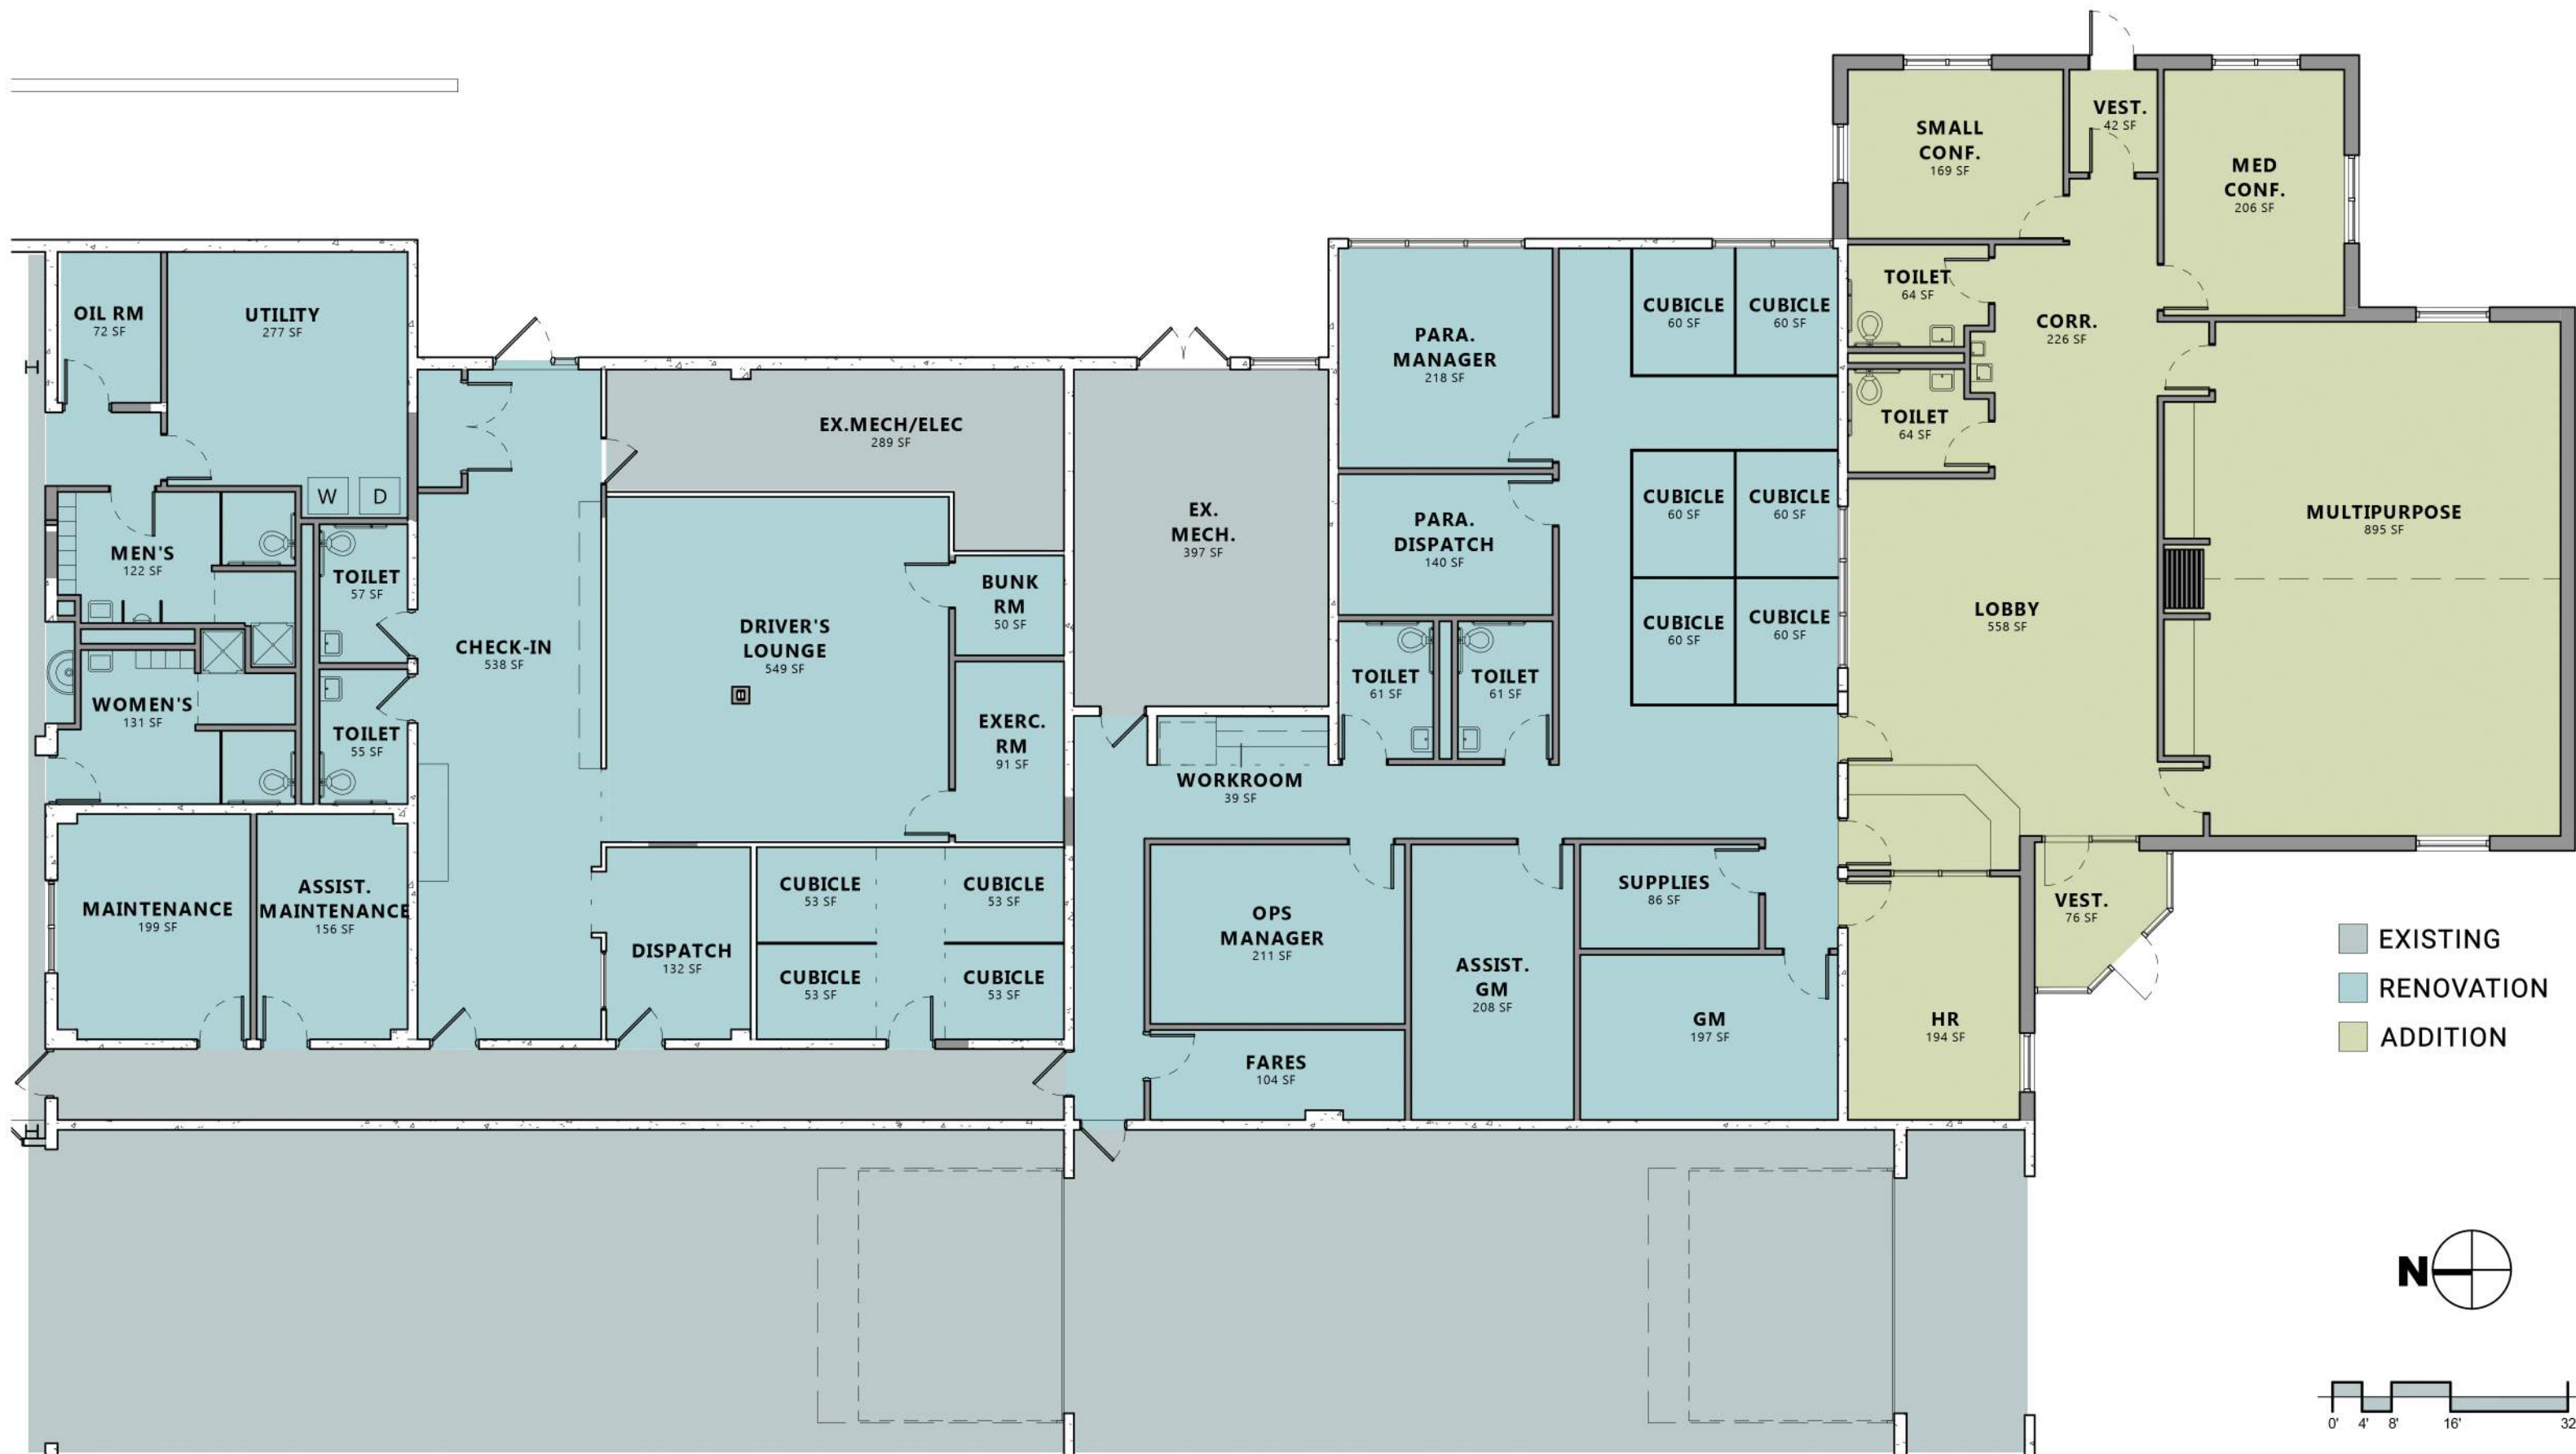 OIL RM
72 SF
UTILITY
277 SF
W
D
MEN'S
122 SF
TOILET
57 SF
WOMEN'S
131 SF
TOILET
55 SF
MAINTENANCE
199 SF
ASSIST.
MAINTENANCE
156 SF
CHECK-IN
538 SF
EX.MECH/ELEC
289 SF
DRIVER'S
LOUNGE
549 SF
BUNK
RM
50 SF
EXERC.
RM
91 SF
DISPATCH
132 SF
CUBICLE
53 SF
CUBICLE
53 SF
CUBICLE
53 SF
CUBICLE
53 SF
EX.
MECH.
397 SF
PARA.
MANAGER
218 SF
PARA.
DISPATCH
140 SF
TOILET
61 SF
TOILET
61 SF
WORKROOM
39 SF
CUBICLE
60 SF
CUBICLE
60 SF
CUBICLE
60 SF
CUBICLE
60 SF
CUBICLE
60 SF
CUBICLE
60 SF
OPS
MANAGER
211 SF
FARES
104 SF
ASSIST.
GM
208 SF
SUPPLIES
86 SF
GM
197 SF
SMALL
CONF.
169 SF
VEST.
42 SF
MED
CONF.
206 SF
TOILET
64 SF
TOILET
64 SF
CORR.
226 SF
LOBBY
558 SF
MULTIPURPOSE
895 SF
HR
194 SF
VEST.
76 SF
EXISTING
RENOVATION
ADDITION
N
0' 4' 8' 16' 32